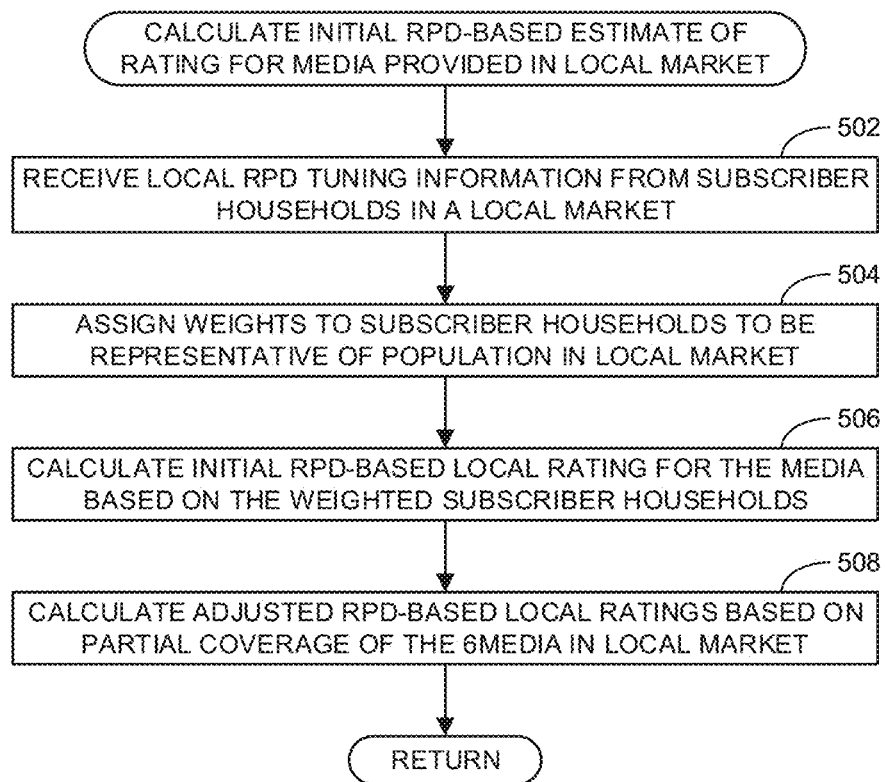 CALCULATE INITIAL RPD-BASED ESTIMATE OF
RATING FOR MEDIA PROVIDED IN LOCAL MARKET
502
RECEIVE LOCAL RPD TUNING INFORMATION FROM SUBSCRIBER
HOUSEHOLDS IN A LOCAL MARKET
504
ASSIGN WEIGHTS TO SUBSCRIBER HOUSEHOLDS TO BE
REPRESENTATIVE OF POPULATION IN LOCAL MARKET
506
CALCULATE INITIAL RPD-BASED LOCAL RATING FOR THE MEDIA
BASED ON THE WEIGHTED SUBSCRIBER HOUSEHOLDS
508
CALCULATE ADJUSTED RPD-BASED LOCAL RATINGS BASED ON
PARTIAL COVERAGE OF THE 6MEDIA IN LOCAL MARKET
RETURN